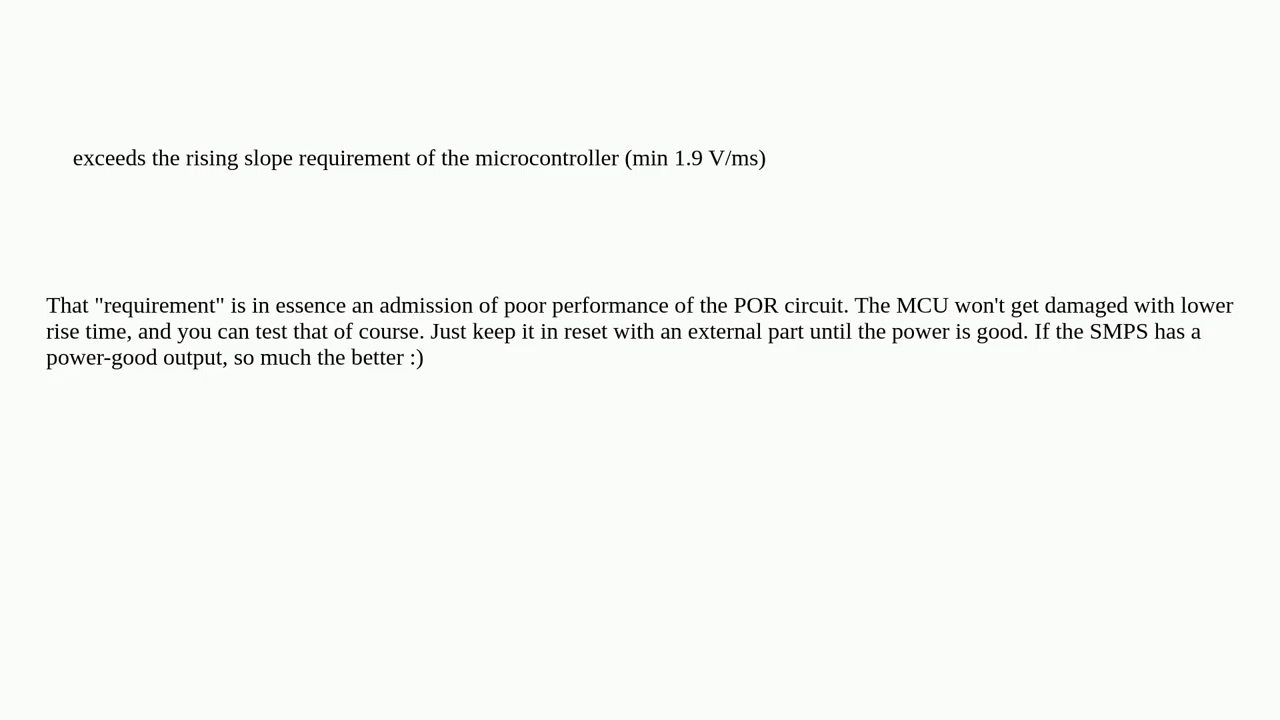 exceeds the rising slope requirement of the microcontroller (min 1.9 V/ms)
That "requirement" is in essence an admission of poor performance of the POR circuit. The MCU won't get damaged with lower
rise time, and you can test that of course. Just keep it in reset with an external part until the power is good. If the SMPS has a
power-good output, so much the better :)